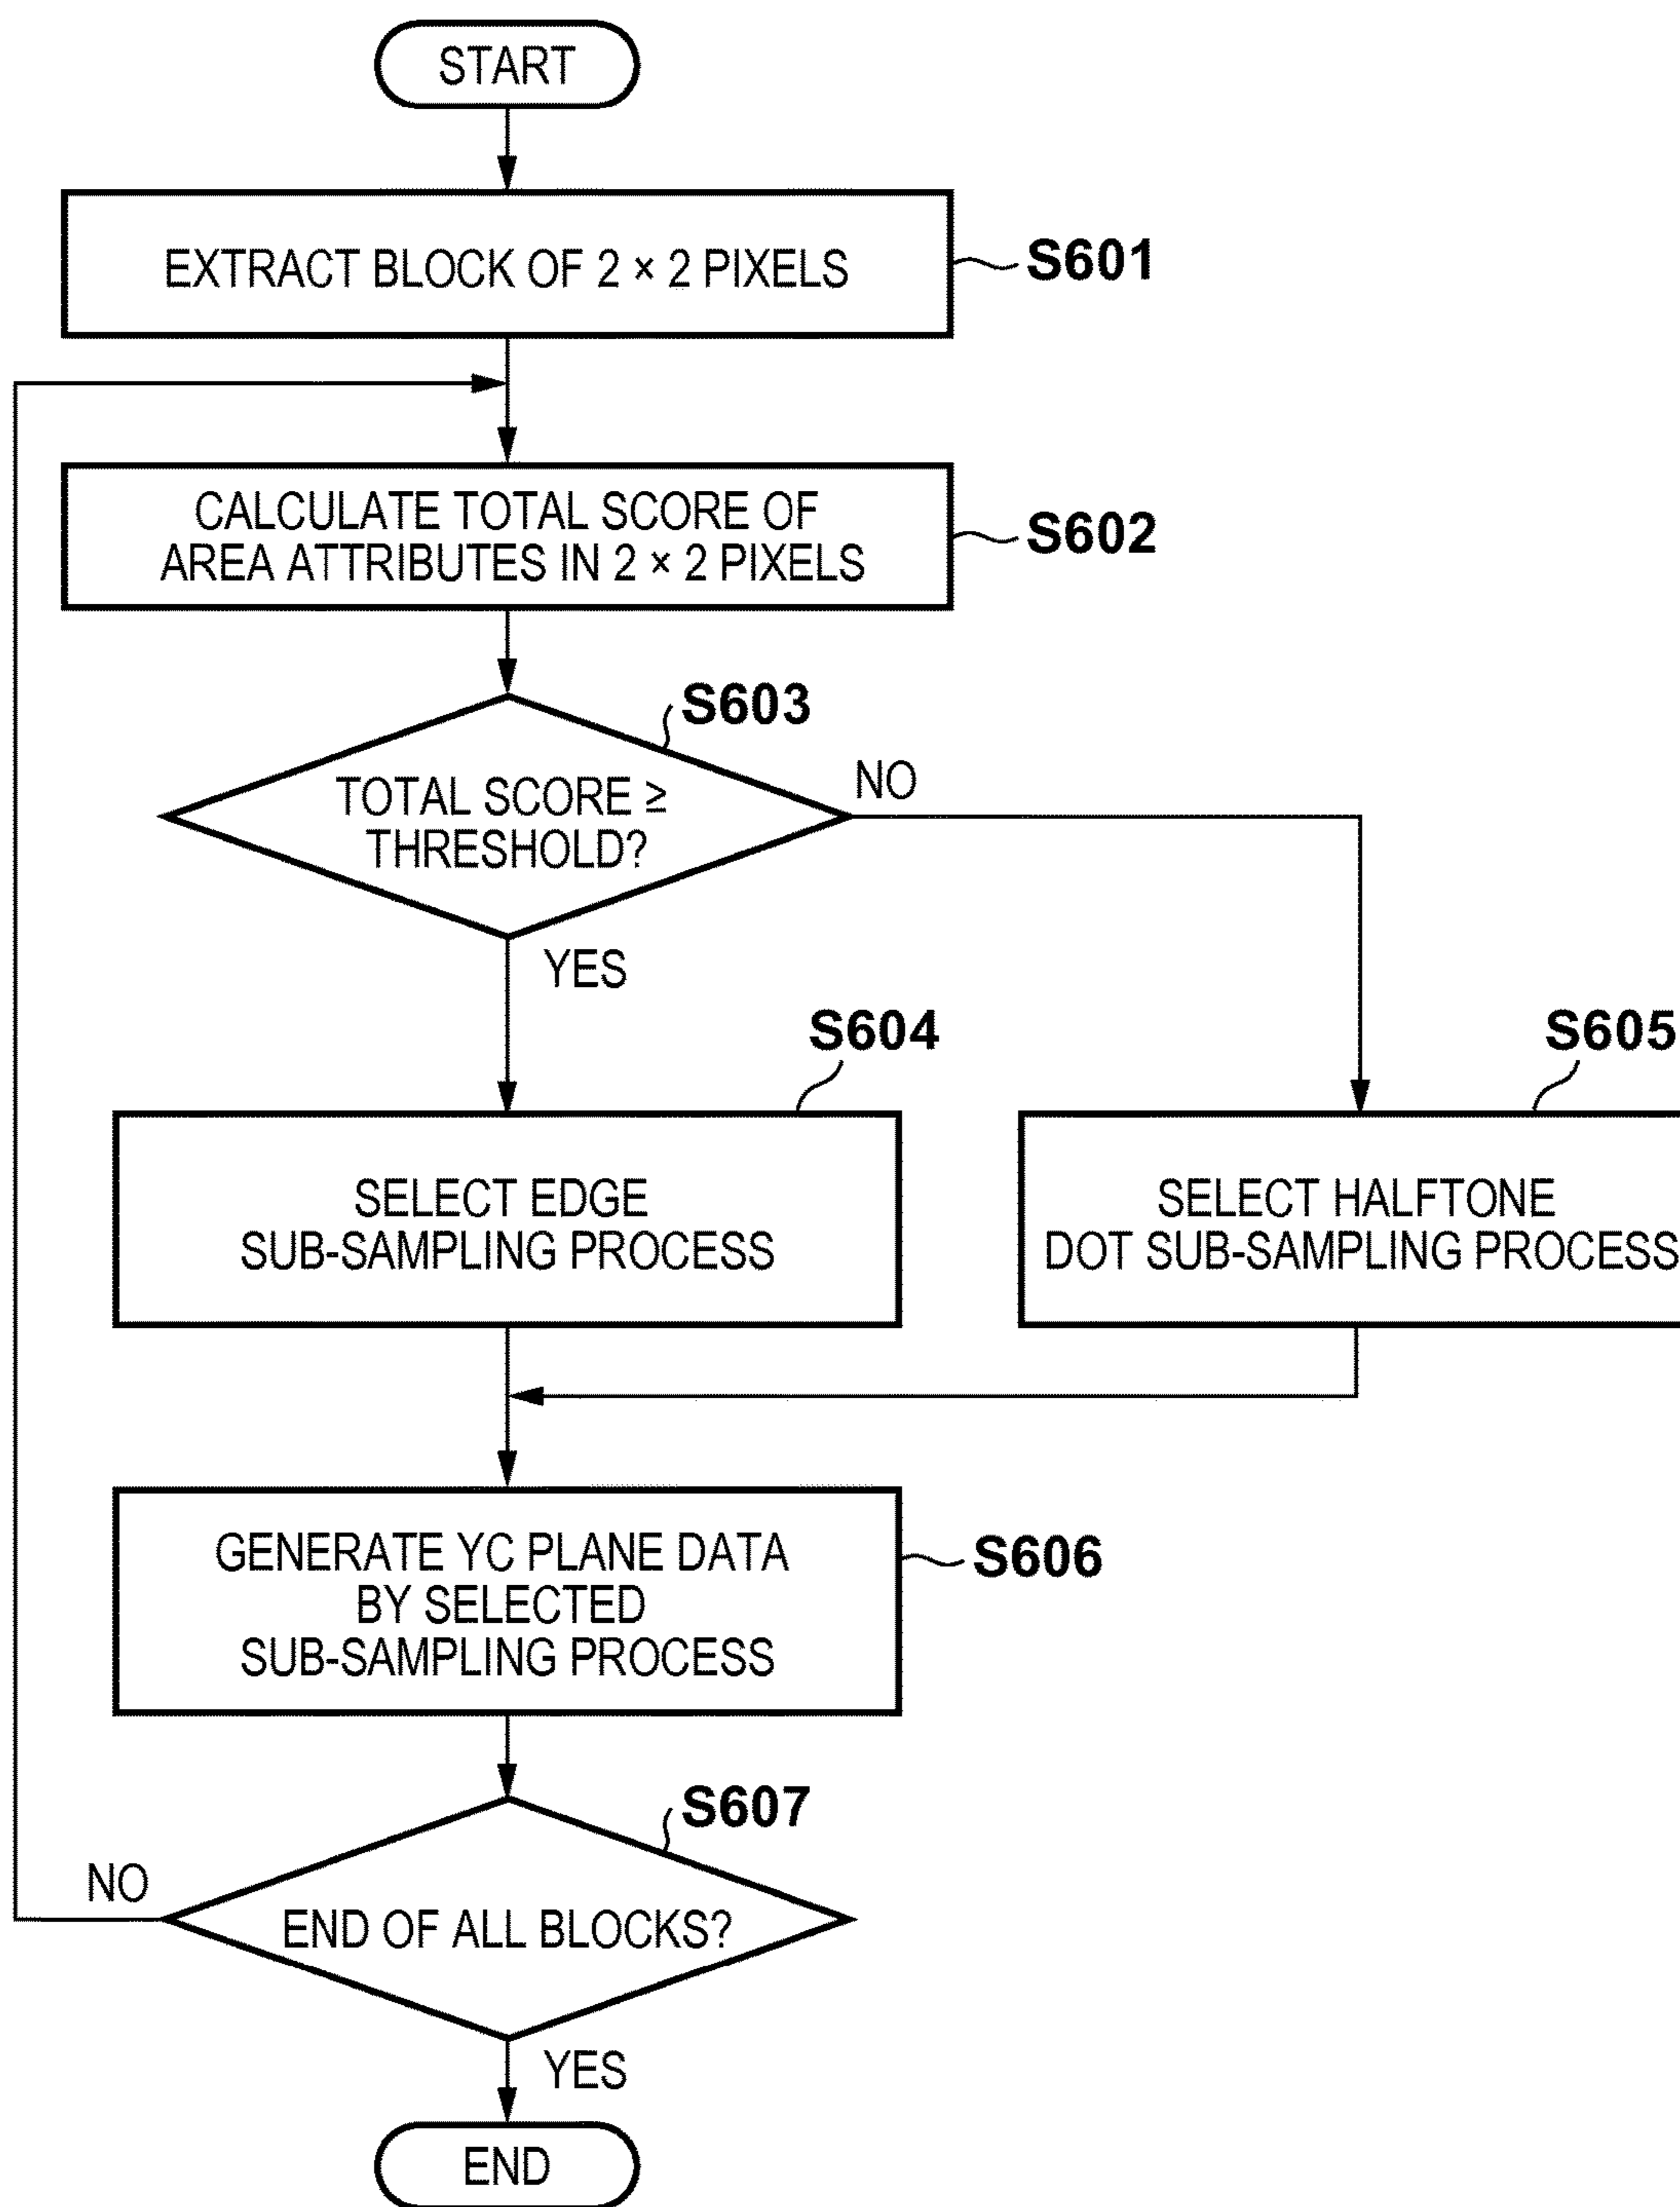 START
EXTRACT BLOCK OF 2 × 2 PIXELS
S601
CALCULATE TOTAL SCORE OF
AREA ATTRIBUTES IN 2 × 2 PIXELS
S602
S603
TOTAL SCORE ≥
THRESHOLD?
NO
YES
S604
SELECT EDGE
SUB-SAMPLING PROCESS
S605
SELECT HALFTONE
DOT SUB-SAMPLING PROCESS
GENERATE YC PLANE DATA
BY SELECTED
SUB-SAMPLING PROCESS
S606
S607
END OF ALL BLOCKS?
NO
YES
END